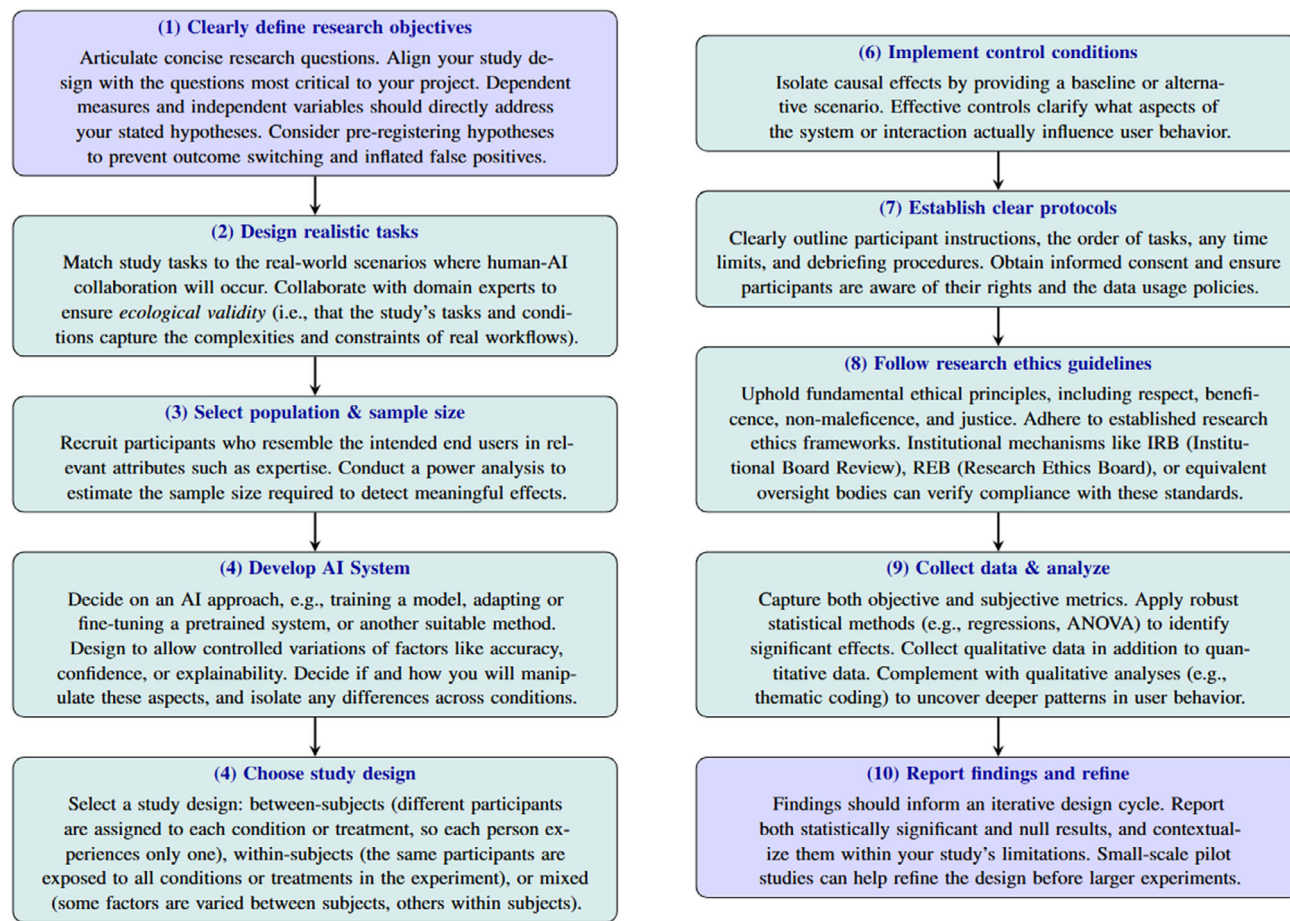 (1) Clearly define research objectives
Articulate concise research questions. Align your study de-
sign with the questions most critical to your project. Dependent
measures and independent variables should directly address
your stated hypotheses. Consider pre-registering hypotheses
to prevent outcome switching and inflated false positives.
(2) Design realistic tasks
Match study tasks to the real-world scenarios where human-AI
collaboration will occur. Collaborate with domain experts to
ensure ecological validity (i.e., that the study's tasks and condi-
tions capture the complexities and constraints of real workflows).
(3) Select population & sample size
Recruit participants who resemble the intended end users in rel-
evant attributes such as expertise. Conduct a power analysis to
estimate the sample size required to detect meaningful effects.
(4) Develop AI System
Decide on an AI approach, e.g., training a model, adapting or
fine-tuning a pretrained system, or another suitable method.
Design to allow controlled variations of factors like accuracy,
confidence, or explainability. Decide if and how you will manip-
ulate these aspects, and isolate any differences across conditions.
(4) Choose study design
Select a study design: between-subjects (different participants
are assigned to each condition or treatment, so each person ex-
periences only one), within-subjects (the same participants are
exposed to all conditions or treatments in the experiment), or mixed
(some factors are varied between subjects, others within subjects).
(6) Implement control conditions
Isolate causal effects by providing a baseline or alterna-
tive scenario. Effective controls clarify what aspects of
the system or interaction actually influence user behavior.
(7) Establish clear protocols
Clearly outline participant instructions, the order of tasks, any time
limits, and debriefing procedures. Obtain informed consent and ensure
participants are aware of their rights and the data usage policies.
(8) Follow research ethics guidelines
Uphold fundamental ethical principles, including respect, benefi-
cence, non-maleficence, and justice. Adhere to established research
ethics frameworks. Institutional mechanisms like IRB (Institu-
tional Board Review), REB (Research Ethics Board), or equivalent
oversight bodies can verify compliance with these standards.
(9) Collect data & analyze
Capture both objective and subjective metrics. Apply robust
statistical methods (e.g., regressions, ANOVA) to identify
significant effects. Collect qualitative data in addition to quan-
titative data. Complement with qualitative analyses (e.g.,
thematic coding) to uncover deeper patterns in user behavior.
(10) Report findings and refine
Findings should inform an iterative design cycle. Report
both statistically significant and null results, and contextual-
ize them within your study's limitations. Small-scale pilot
studies can help refine the design before larger experiments.